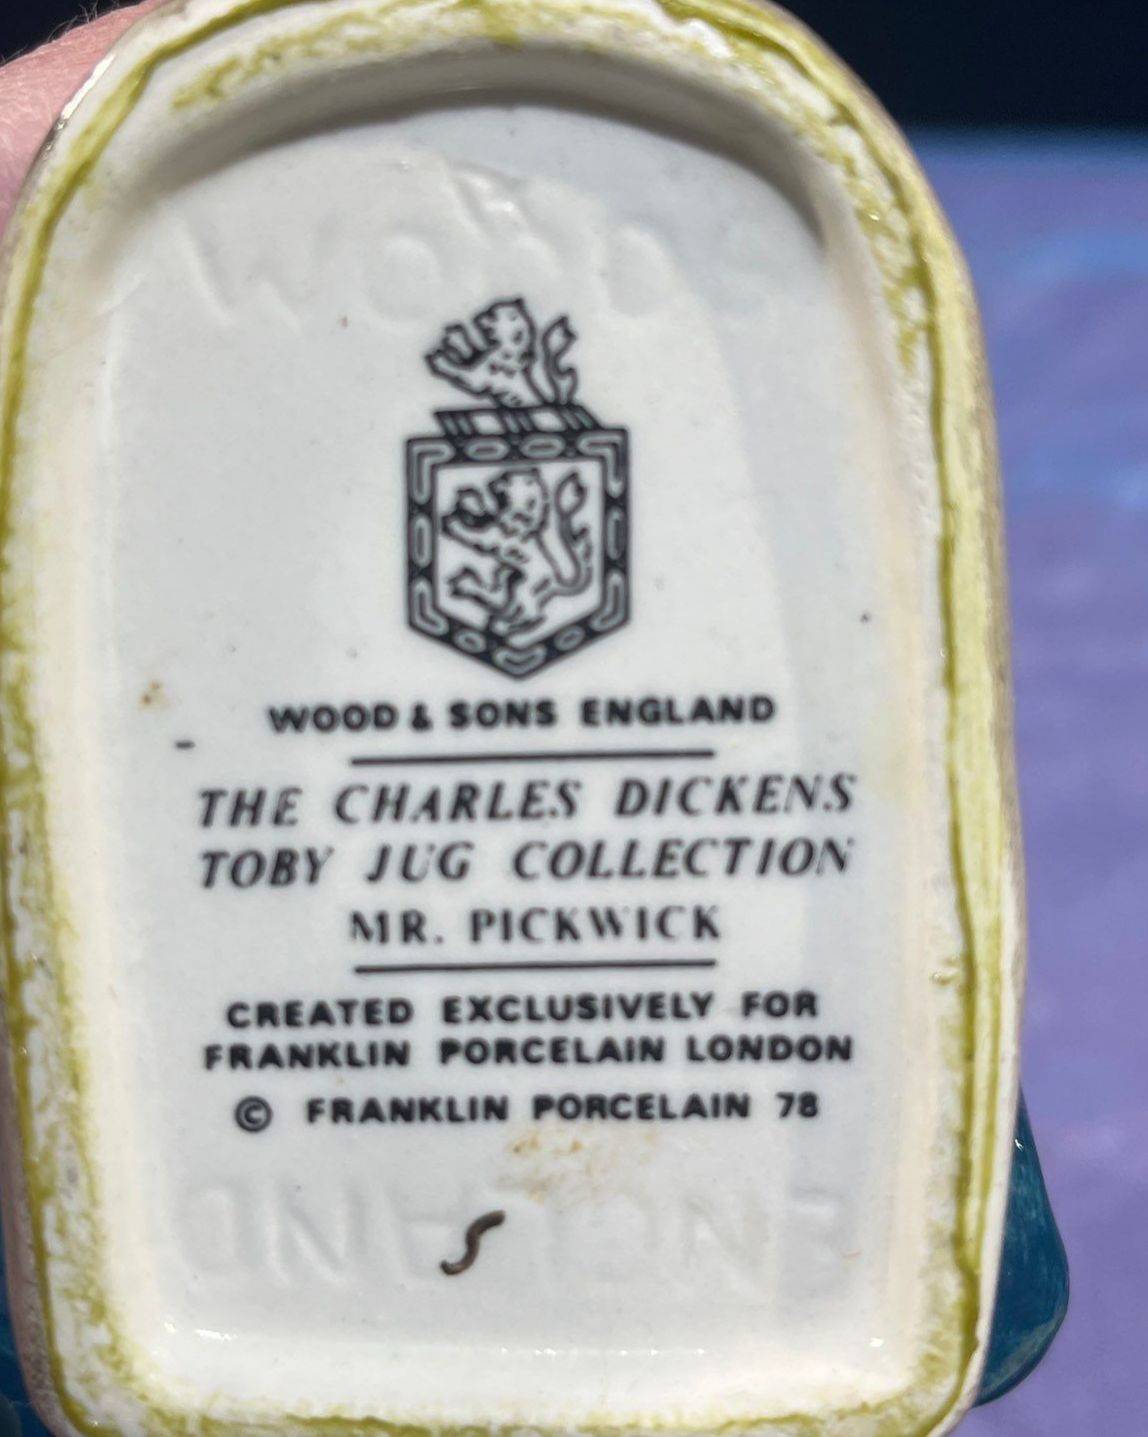 WOOD & SONS ENGLAND
THE CHARLES DICKENS
TOBY JUG COLLECTION
MR. PICKWICK
CREATED EXCLUSIVELY FOR
FRANKLIN PORCELAIN LONDON
© FRANKLIN PORCELAIN 78
ENGLAND
S